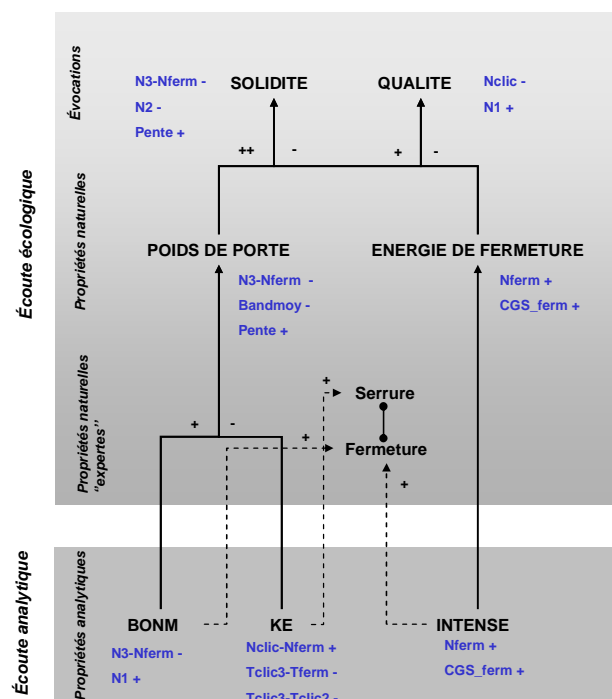 Écoute écologique
Évocations
N3-Nferm -
N2 -
Pente +
SOLIDITE
QUALITE
Nclic -
N1 +
++
-
+
-
Propriétés naturelles
POIDS DE PORTE
ENERGIE DE FERMETURE
N3-Nferm -
Bandmoy -
Pente +
Nferm +
CGS_ferm +
Propriétés naturelles
"expertes"
+
Serrure
+
-
+
Fermeture
+
Écoute analytique
Propriétés analytiques
BONM
KE
INTENSE
N3-Nferm -
N1 +
Nclic-Nferm +
Tclic3-Tferm -
Tclic3-Tclic2 -
Nferm +
CGS_ferm +